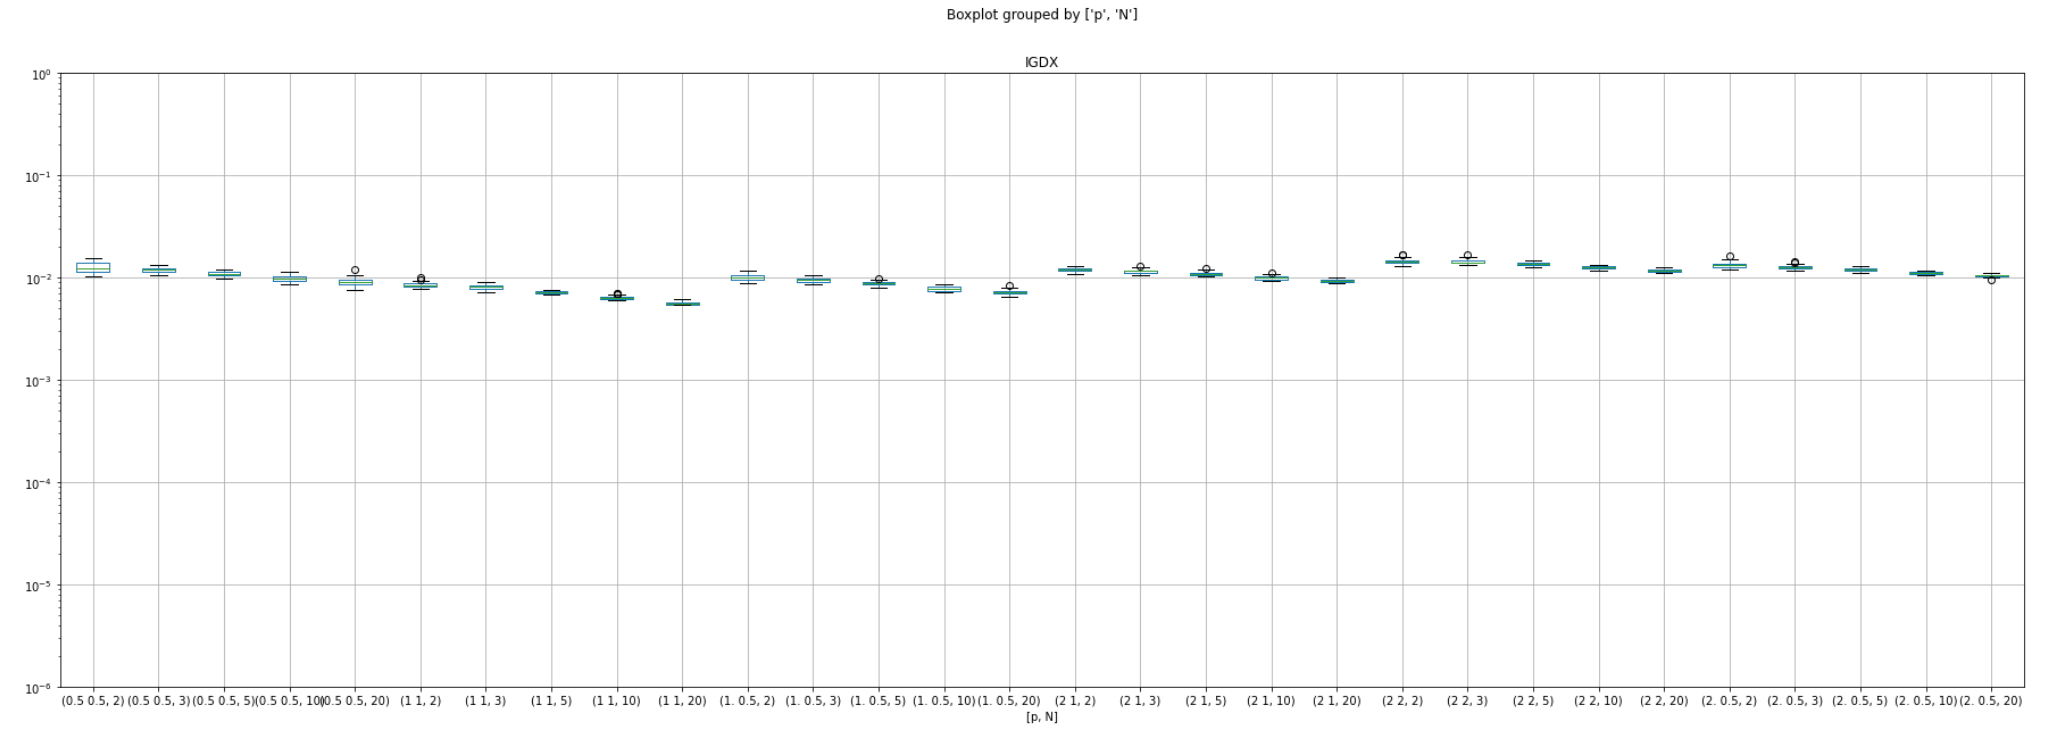 Boxplot grouped by ['p', 'N']
IGDX
10⁰
10⁻¹
10⁻²
10⁻³
10⁻⁴
10⁻⁵
10⁻⁶
(0.5 0.5, 2) (0.5 0.5, 3) (0.5 0.5, 5) (0.5 0.5, 10) (0.5 0.5, 20) (1 1, 2) (1 1, 3) (1 1, 5) (1 1, 10) (1 1, 20) (1. 0.5, 2) (1. 0.5, 3) (1. 0.5, 5) (1. 0.5, 10) (1. 0.5, 20) (2 1, 2) (2 1, 3) (2 1, 5) (2 1, 10) (2 1, 20) (2 2, 2) (2 2, 3) (2 2, 5) (2 2, 10) (2 2, 20) (2. 0.5, 2) (2. 0.5, 3) (2. 0.5, 5) (2. 0.5, 10) (2. 0.5, 20)
[p, N]